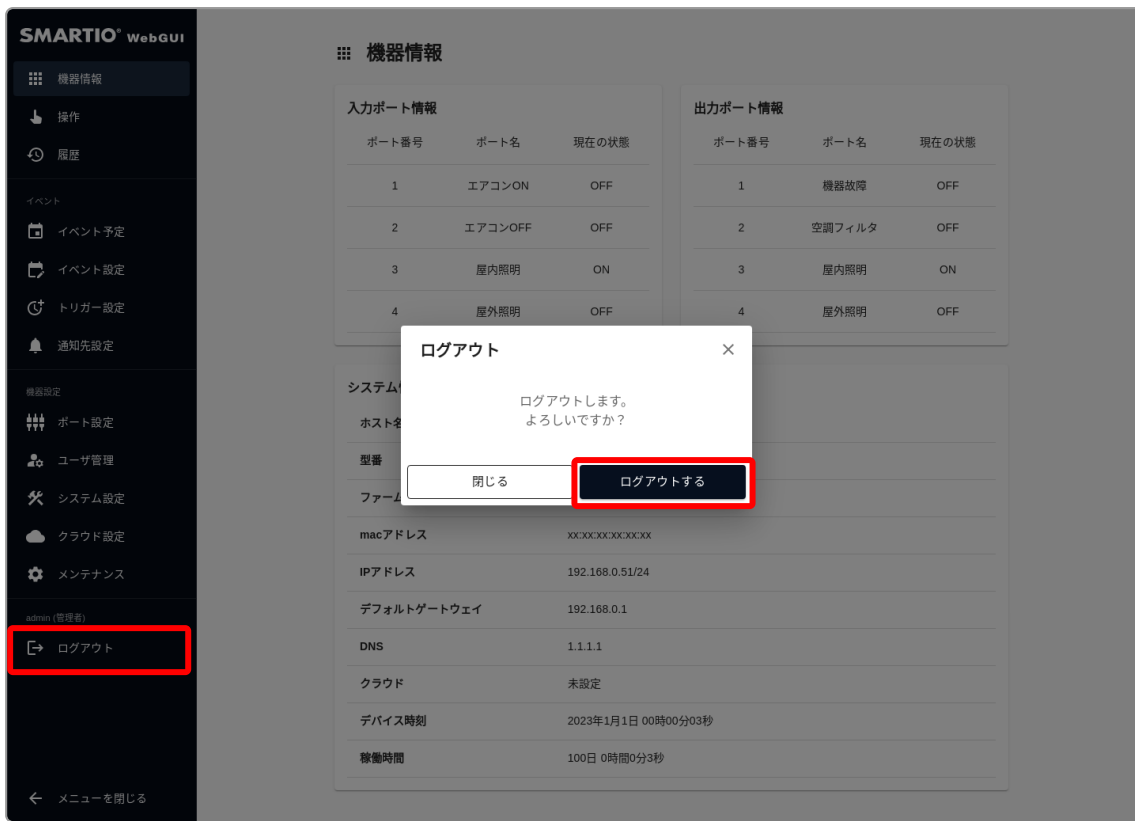 SMARTIO® WebGUI
機器情報
操作
履歴
イベント
イベント予定
イベント設定
トリガー設定
通知先設定
機器設定
ポート設定
ユーザ管理
システム設定
クラウド設定
メンテナンス
admin (管理者)
ログアウト
メニューを閉じる
機器情報
入力ポート情報
ポート番号 ポート名 現在の状態
1 エアコンON OFF
2 エアコンOFF OFF
3 屋内照明 ON
4 屋外照明 OFF
出力ポート情報
ポート番号 ポート名 現在の状態
1 機器故障 OFF
2 空調フィルタ OFF
3 屋内照明 ON
4 屋外照明 OFF
ログアウト
ログアウトします。
よろしいですか？
閉じる ログアウトする
システム
ホスト名
型番
ファーム
macアドレス xx:xx:xx:xx:xx:xx
IPアドレス 192.168.0.51/24
デフォルトゲートウェイ 192.168.0.1
DNS 1.1.1.1
クラウド 未設定
デバイス時刻 2023年1月1日 00時00分03秒
稼働時間 100日 0時間0分3秒